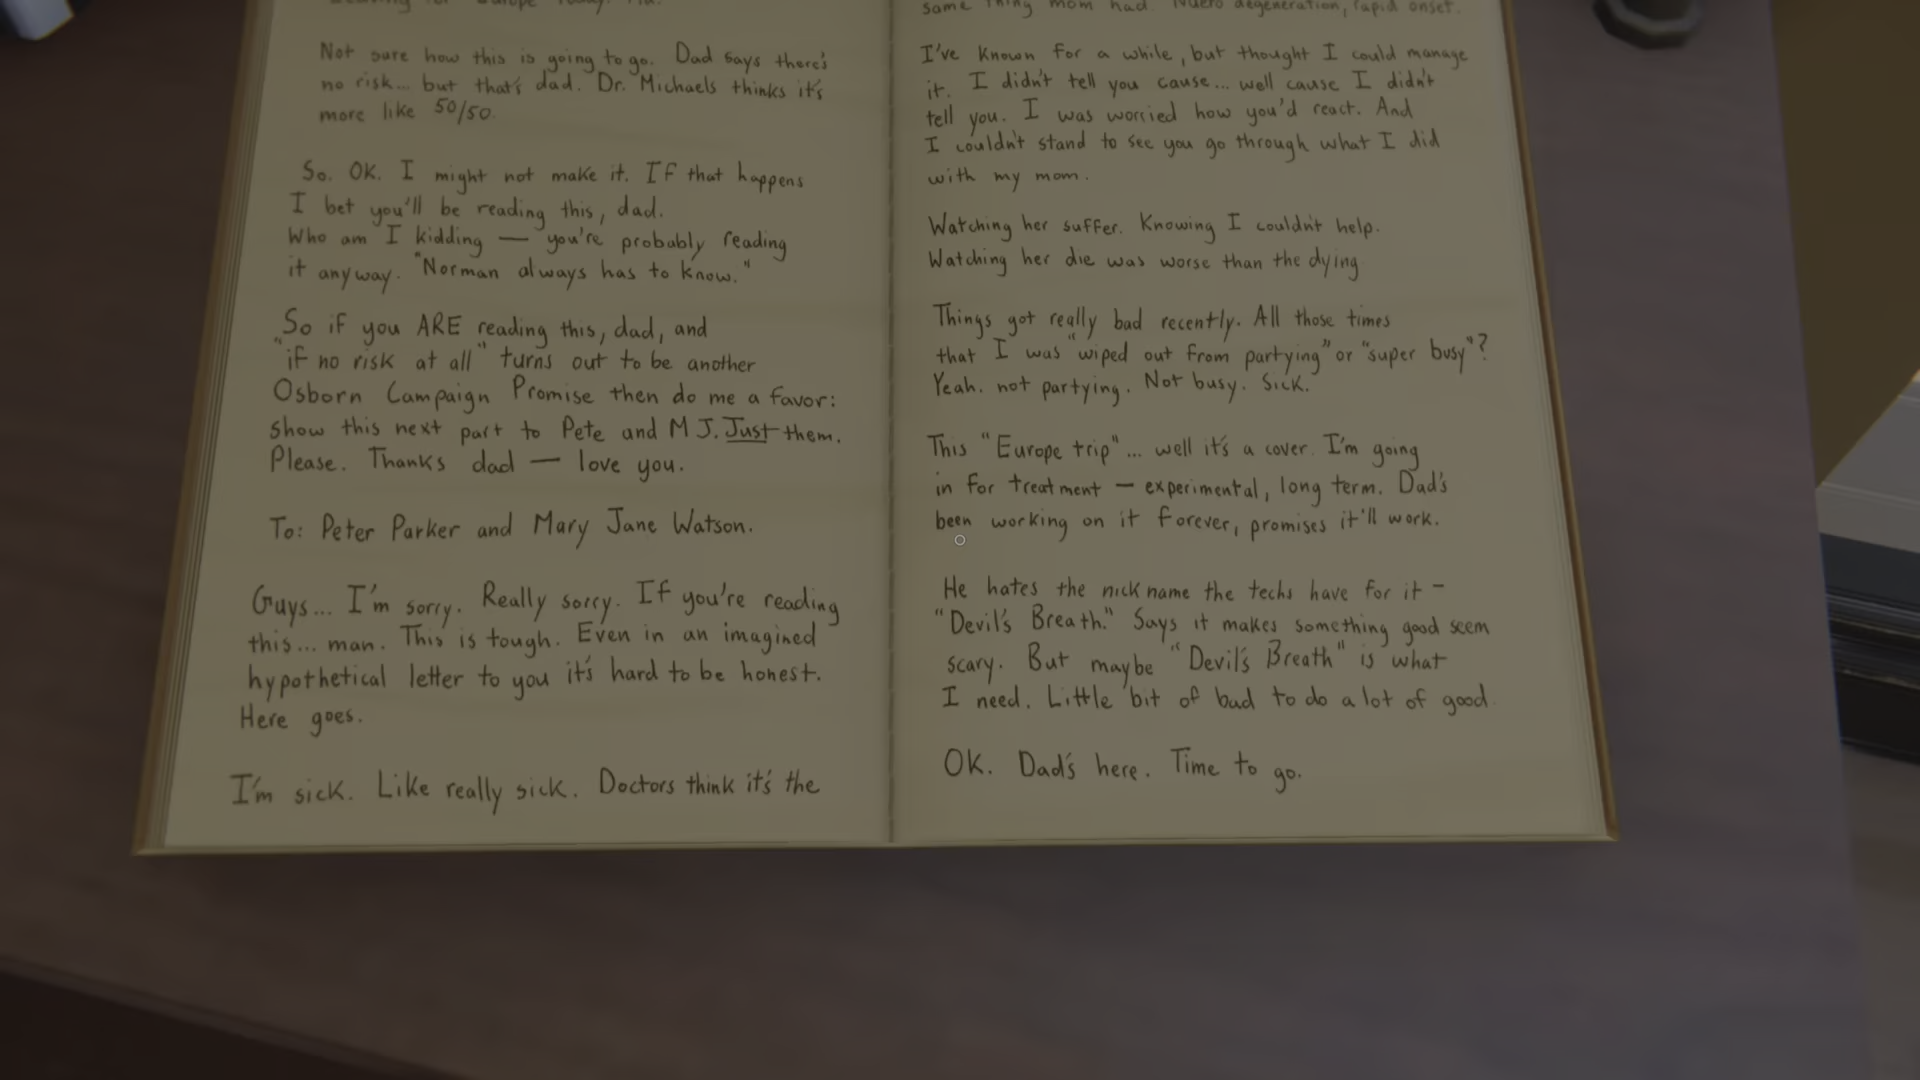 Not sure how this is going to go. Dad says there's
no risk... but that's dad. Dr. Michaels thinks it's
more like 50/50.
So. OK. I might not make it. If that happens
I bet you'll be reading this, dad.
Who am I kidding — you're probably reading
it anyway. "Norman always has to know."
So if you ARE reading this, dad, and
"if no risk at all" turns out to be another
Osborn Campaign Promise then do me a favor:
show this next part to Pete and MJ. Just them.
Please. Thanks dad — love you.
To: Peter Parker and Mary Jane Watson.
Guys... I'm sorry. Really sorry. If you're reading
this... man. This is tough. Even in an imagined
hypothetical letter to you it's hard to be honest.
Here goes.
I'm sick. Like really sick. Doctors think it's the
same thing mom had. Nuero degeneration, rapid onset.
I've known for a while, but thought I could manage
it. I didn't tell you cause... well cause I didn't
tell you. I was worried how you'd react. And
I couldn't stand to see you go through what I did
with my mom.
Watching her suffer. Knowing I couldn't help.
Watching her die was worse than the dying
Things got really bad recently. All those times
that I was "wiped out from partying" or "super busy"?
Yeah. not partying. Not busy. Sick.
This "Europe trip"... well it's a cover. I'm going
in for treatment — experimental, long term. Dad's
been working on it forever, promises it'll work.
He hates the nickname the techs have for it -
"Devil's Breath." Says it makes something good seem
scary. But maybe "Devil's Breath" is what
I need. Little bit of bad to do a lot of good.
OK. Dad's here. Time to go.